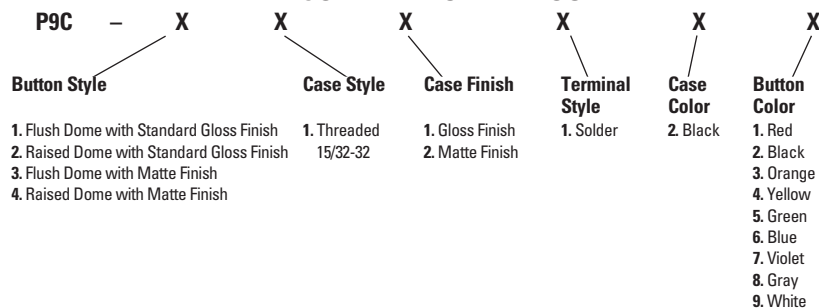 P9C – X X X X X X
Button Style Case Style Case Finish Terminal Style Case Color Button Color
1. Flush Dome with Standard Gloss Finish
2. Raised Dome with Standard Gloss Finish
3. Flush Dome with Matte Finish
4. Raised Dome with Matte Finish
1. Threaded
15/32-32
1. Gloss Finish
2. Matte Finish
1. Solder
2. Black
1. Red
2. Black
3. Orange
4. Yellow
5. Green
6. Blue
7. Violet
8. Gray
9. White